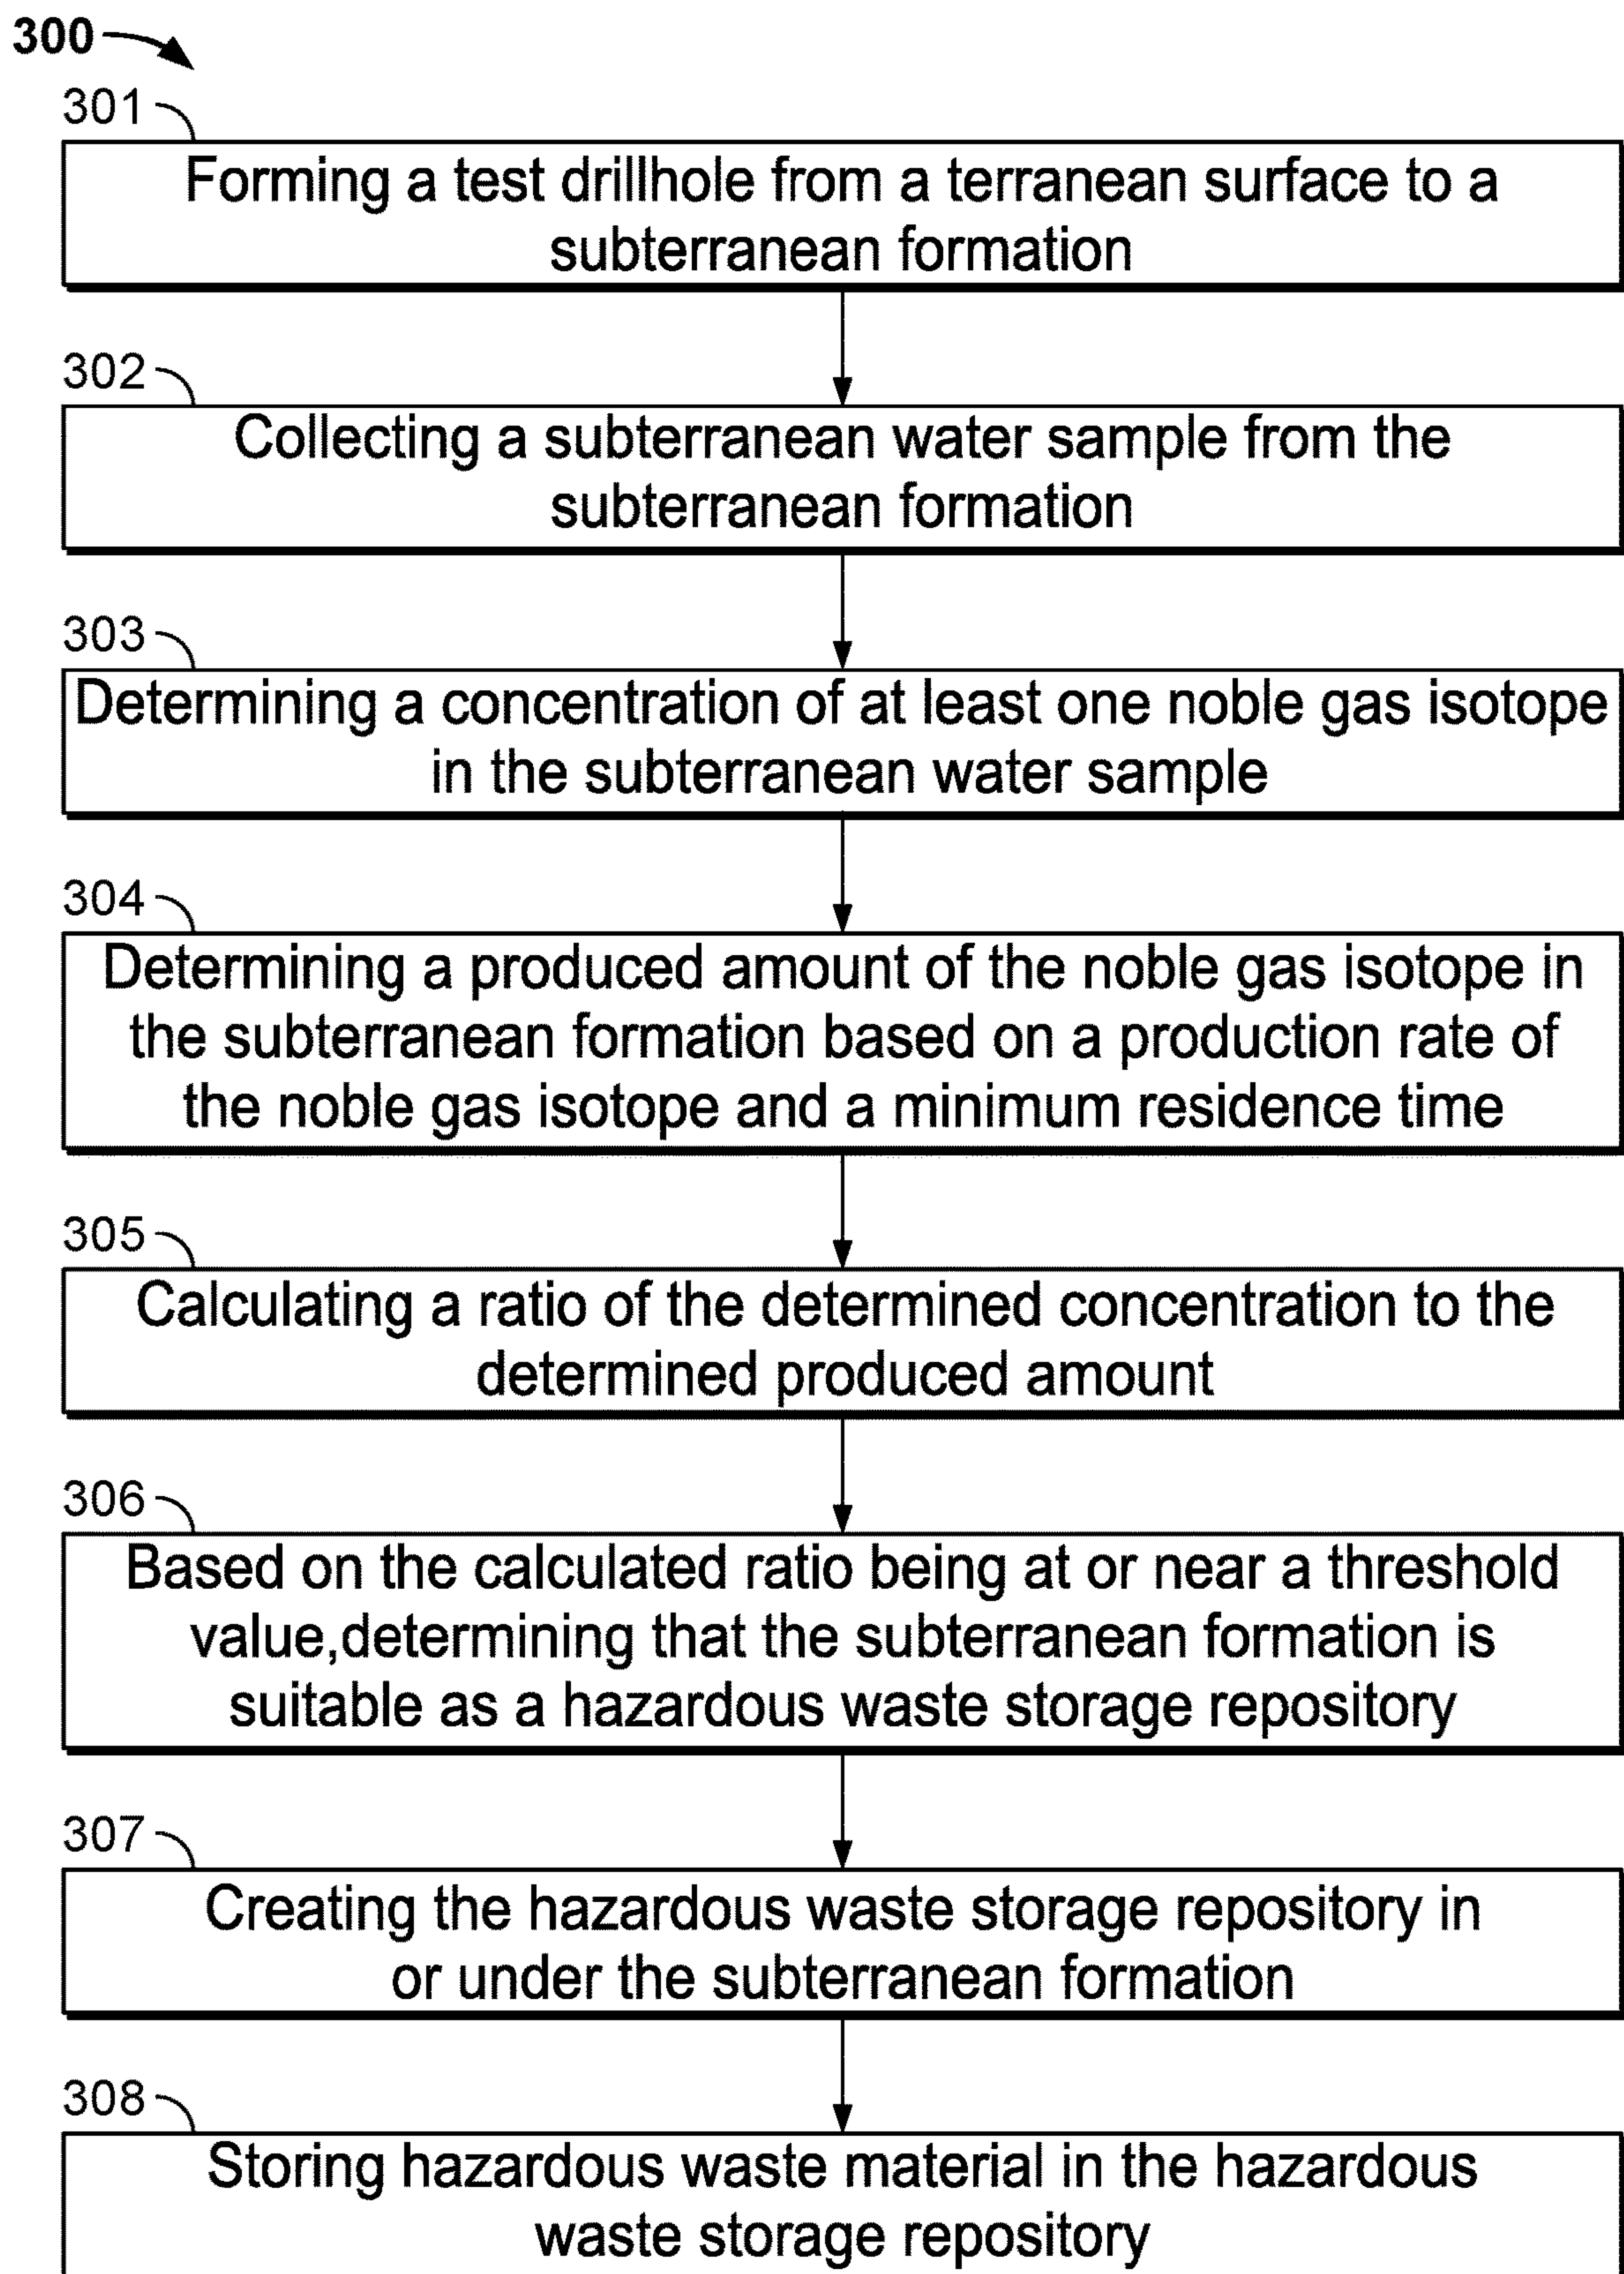 300
301
Forming a test drillhole from a terranean surface to a
subterranean formation
302
Collecting a subterranean water sample from the
subterranean formation
303
Determining a concentration of at least one noble gas isotope
in the subterranean water sample
304
Determining a produced amount of the noble gas isotope in
the subterranean formation based on a production rate of
the noble gas isotope and a minimum residence time
305
Calculating a ratio of the determined concentration to the
determined produced amount
306
Based on the calculated ratio being at or near a threshold
value,determining that the subterranean formation is
suitable as a hazardous waste storage repository
307
Creating the hazardous waste storage repository in
or under the subterranean formation
308
Storing hazardous waste material in the hazardous
waste storage repository